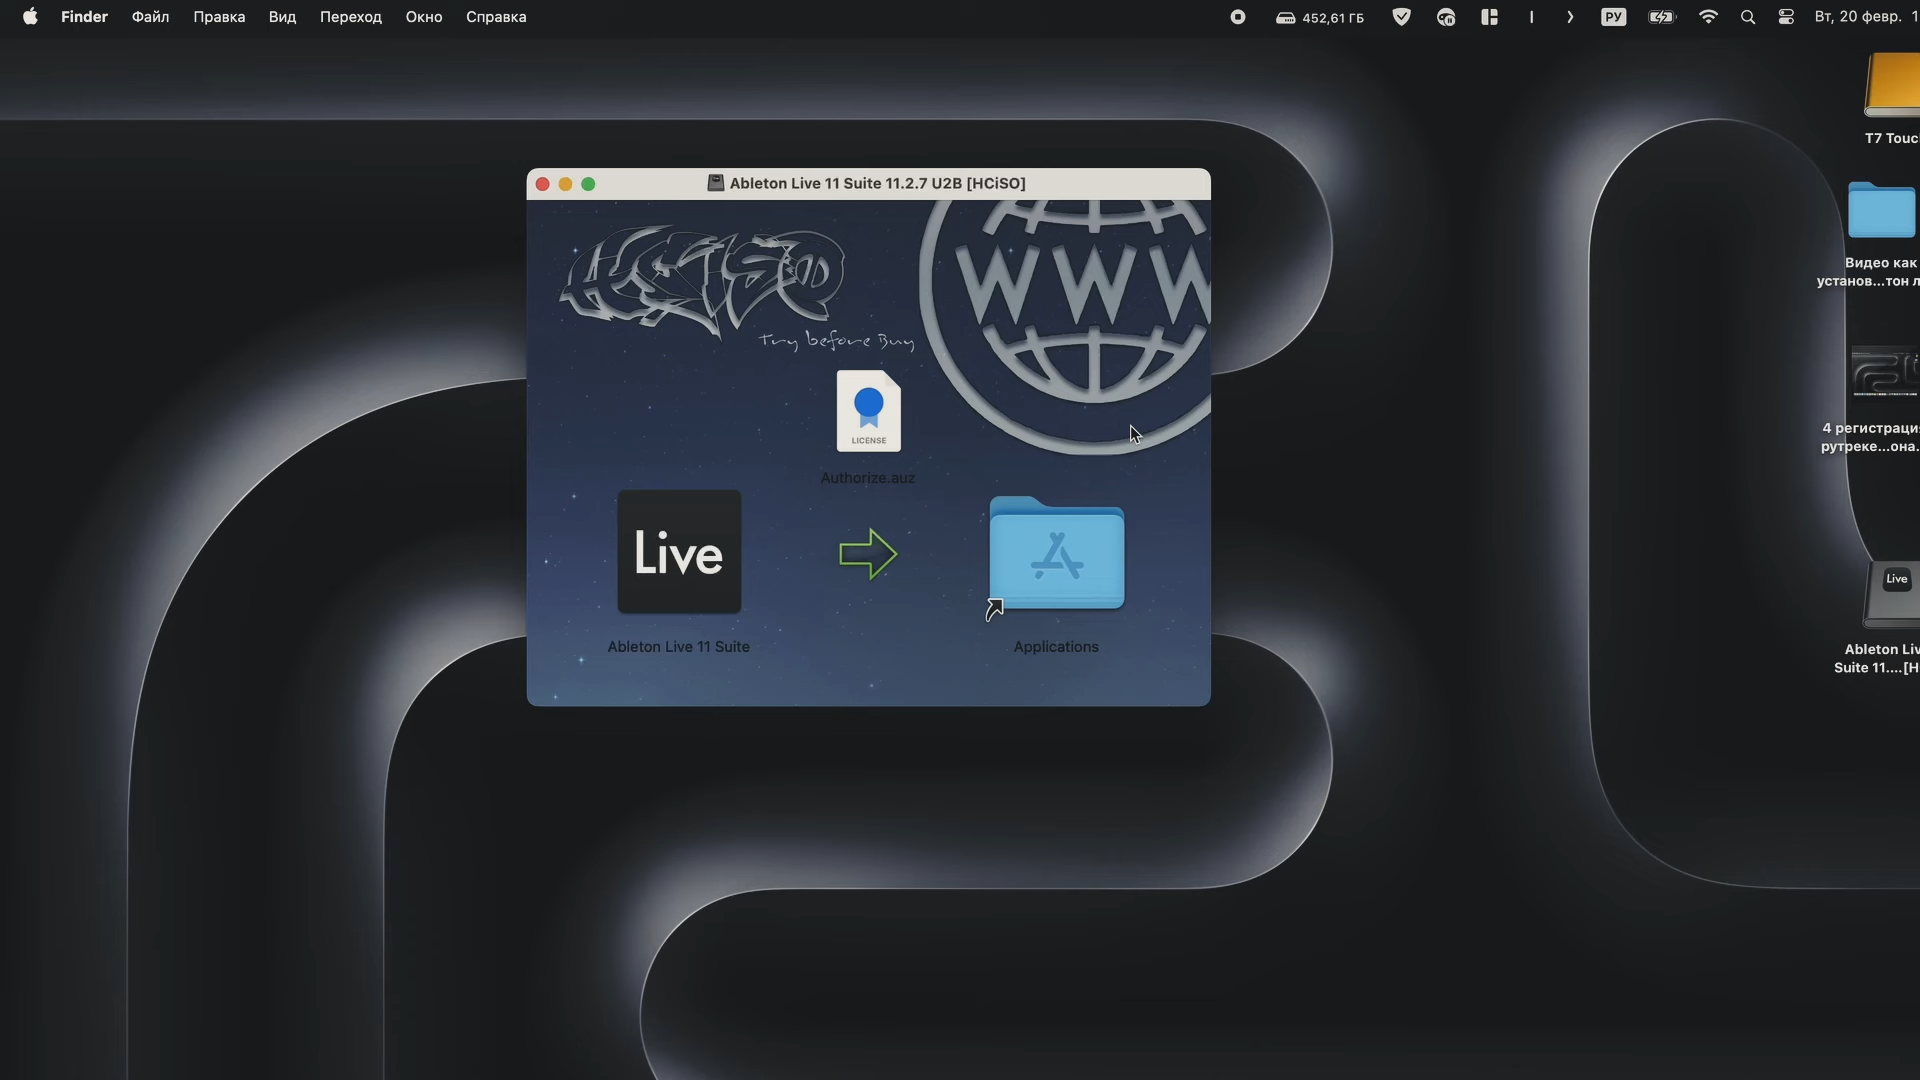 Finder Файл Правка Вид Переход Окно Справка
452,61 ГБ
РУ
Вт, 20 февр. 1
Ableton Live 11 Suite 11.2.7 U2B [HCiSO]
HCiSO
Try before Buy
WWW
LICENSE
Authorize.auz
Live
Ableton Live 11 Suite
Applications
T7 Touc
Видео как
установ...тон л
4 регистраци
рутреке...она.
Live
Ableton Liv
Suite 11....[H